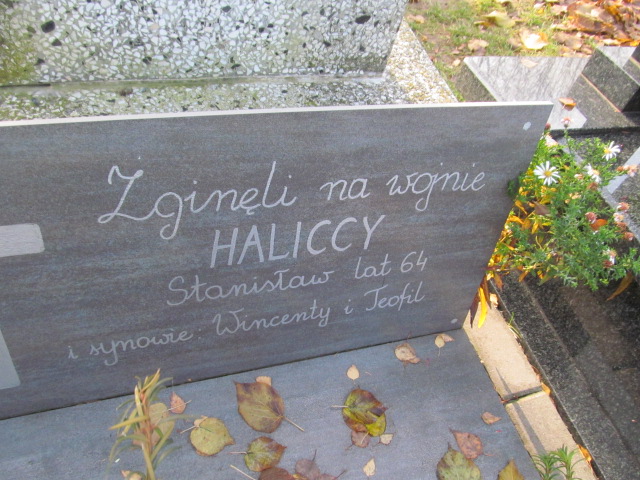 Zginęli na wojnie
HALICCY
Stanisław lat 64
i synowie: Wincenty i Teofil